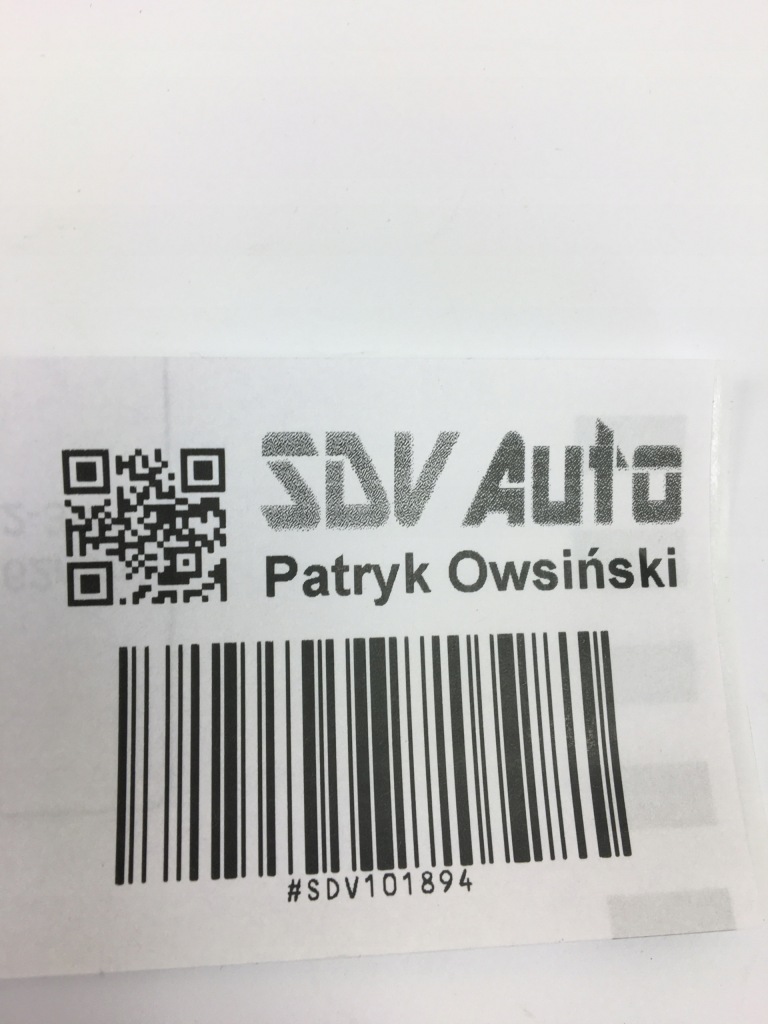 SDV Auto
Patryk Owsiński
#SDV101894